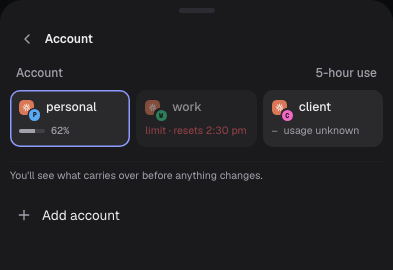 Account
Account 5-hour use
personal work client
P W C
62% limit · resets 2:30 pm – usage unknown
You'll see what carries over before anything changes.
Add account